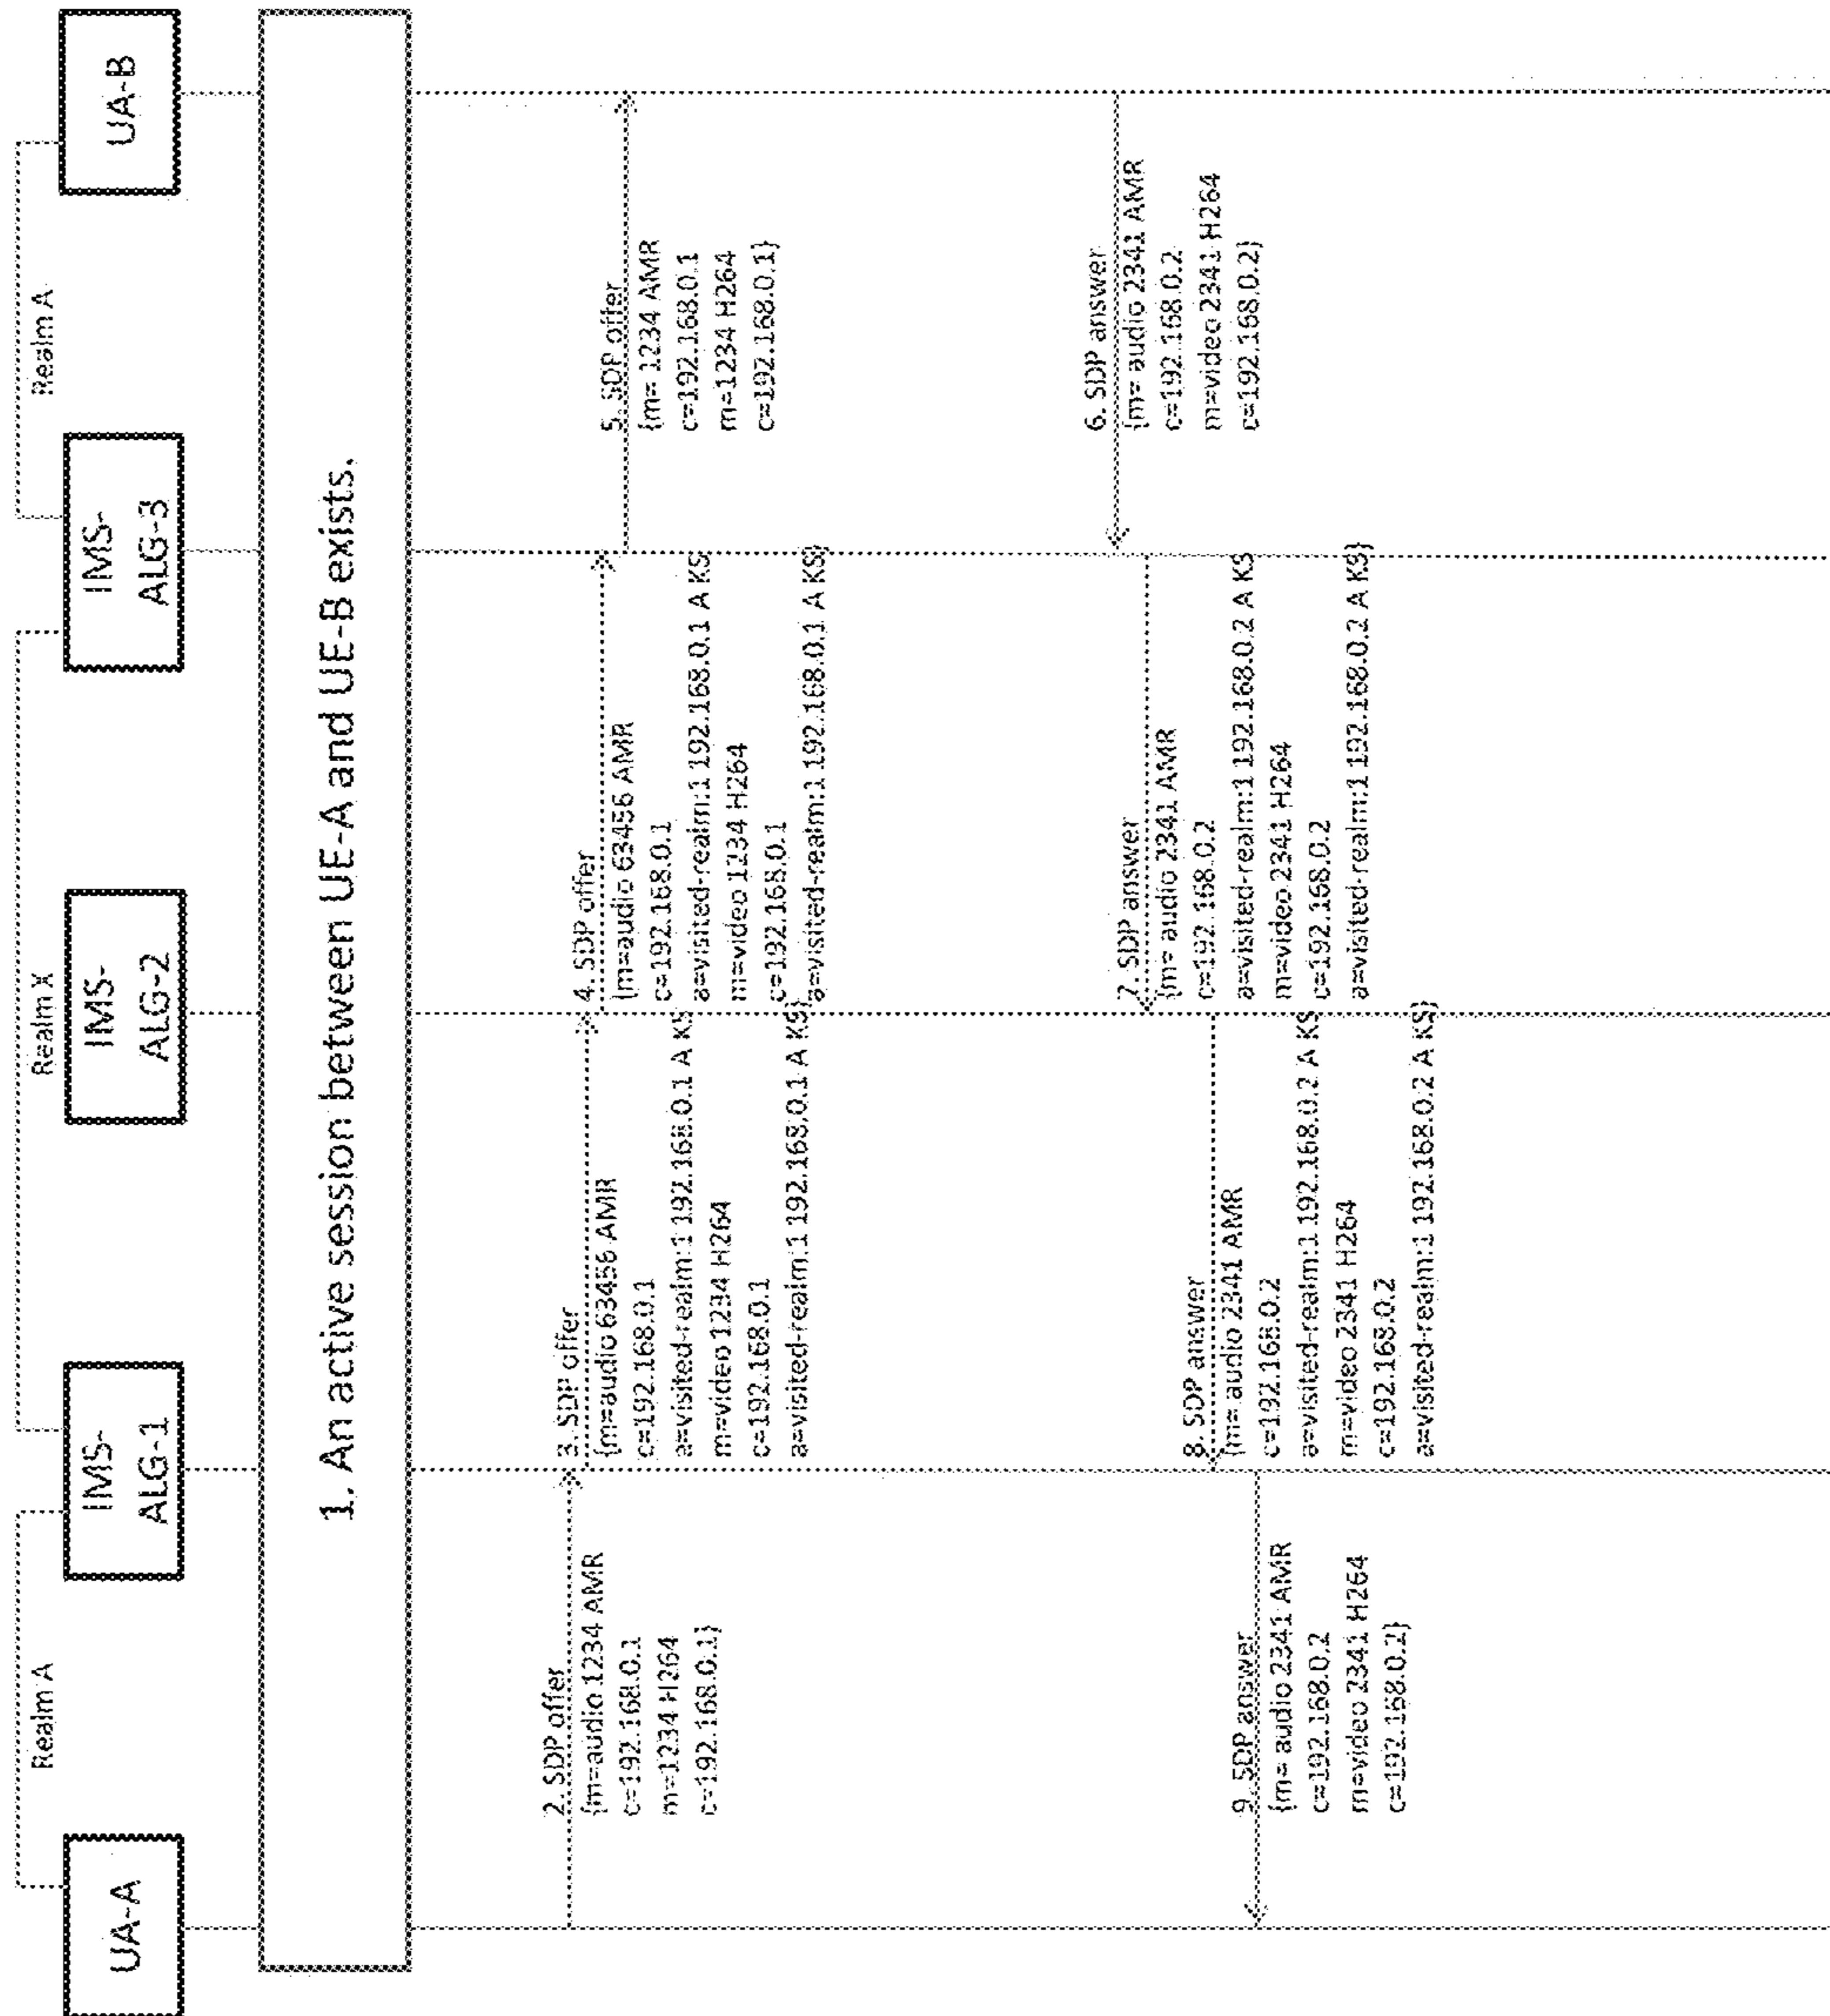 Realm A
Realm X
Realm A
UA-A
IMS-
ALG-1
IMS-
ALG-2
IMS-
ALG-3
UA-B
1. An active session between UE-A and UE-B exists.
2. SDP offer
{m=audio 1234 AMR
c=192.168.0.1
m=1234 H264
c=192.168.0.1}
3. SDP offer
{m=audio 63456 AMR
c=192.168.0.1
a=visited-realm:1 192.168.0.1 A KS
m=video 1234 H264
c=192.168.0.1
a=visited-realm:1 192.168.0.1 A KS}
4. SDP offer
{m=audio 63456 AMR
c=192.168.0.1
a=visited-realm:1 192.168.0.1 A KS
m=video 1234 H264
c=192.168.0.1
a=visited-realm:1 192.168.0.1 A KS}
5. SDP offer
{m= 1234 AMR
c=192.168.0.1
m=1234 H264
c=192.168.0.1}
6. SDP answer
{m= audio 2341 AMR
c=192.168.0.2
m=video 2341 H264
c=192.168.0.2}
7. SDP answer
{m= audio 2341 AMR
c=192.168.0.2
a=visited-realm:1 192.168.0.2 A KS
m=video 2341 H264
c=192.168.0.2
a=visited-realm:1 192.168.0.2 A KS}
8. SDP answer
{m= audio 2341 AMR
c=192.168.0.2
a=visited-realm:1 192.168.0.2 A KS
m=video 2341 H264
c=192.168.0.2
a=visited-realm:1 192.168.0.2 A KS}
9. SDP answer
{m= audio 2341 AMR
c=192.168.0.2
m=video 2341 H264
c=192.168.0.2}